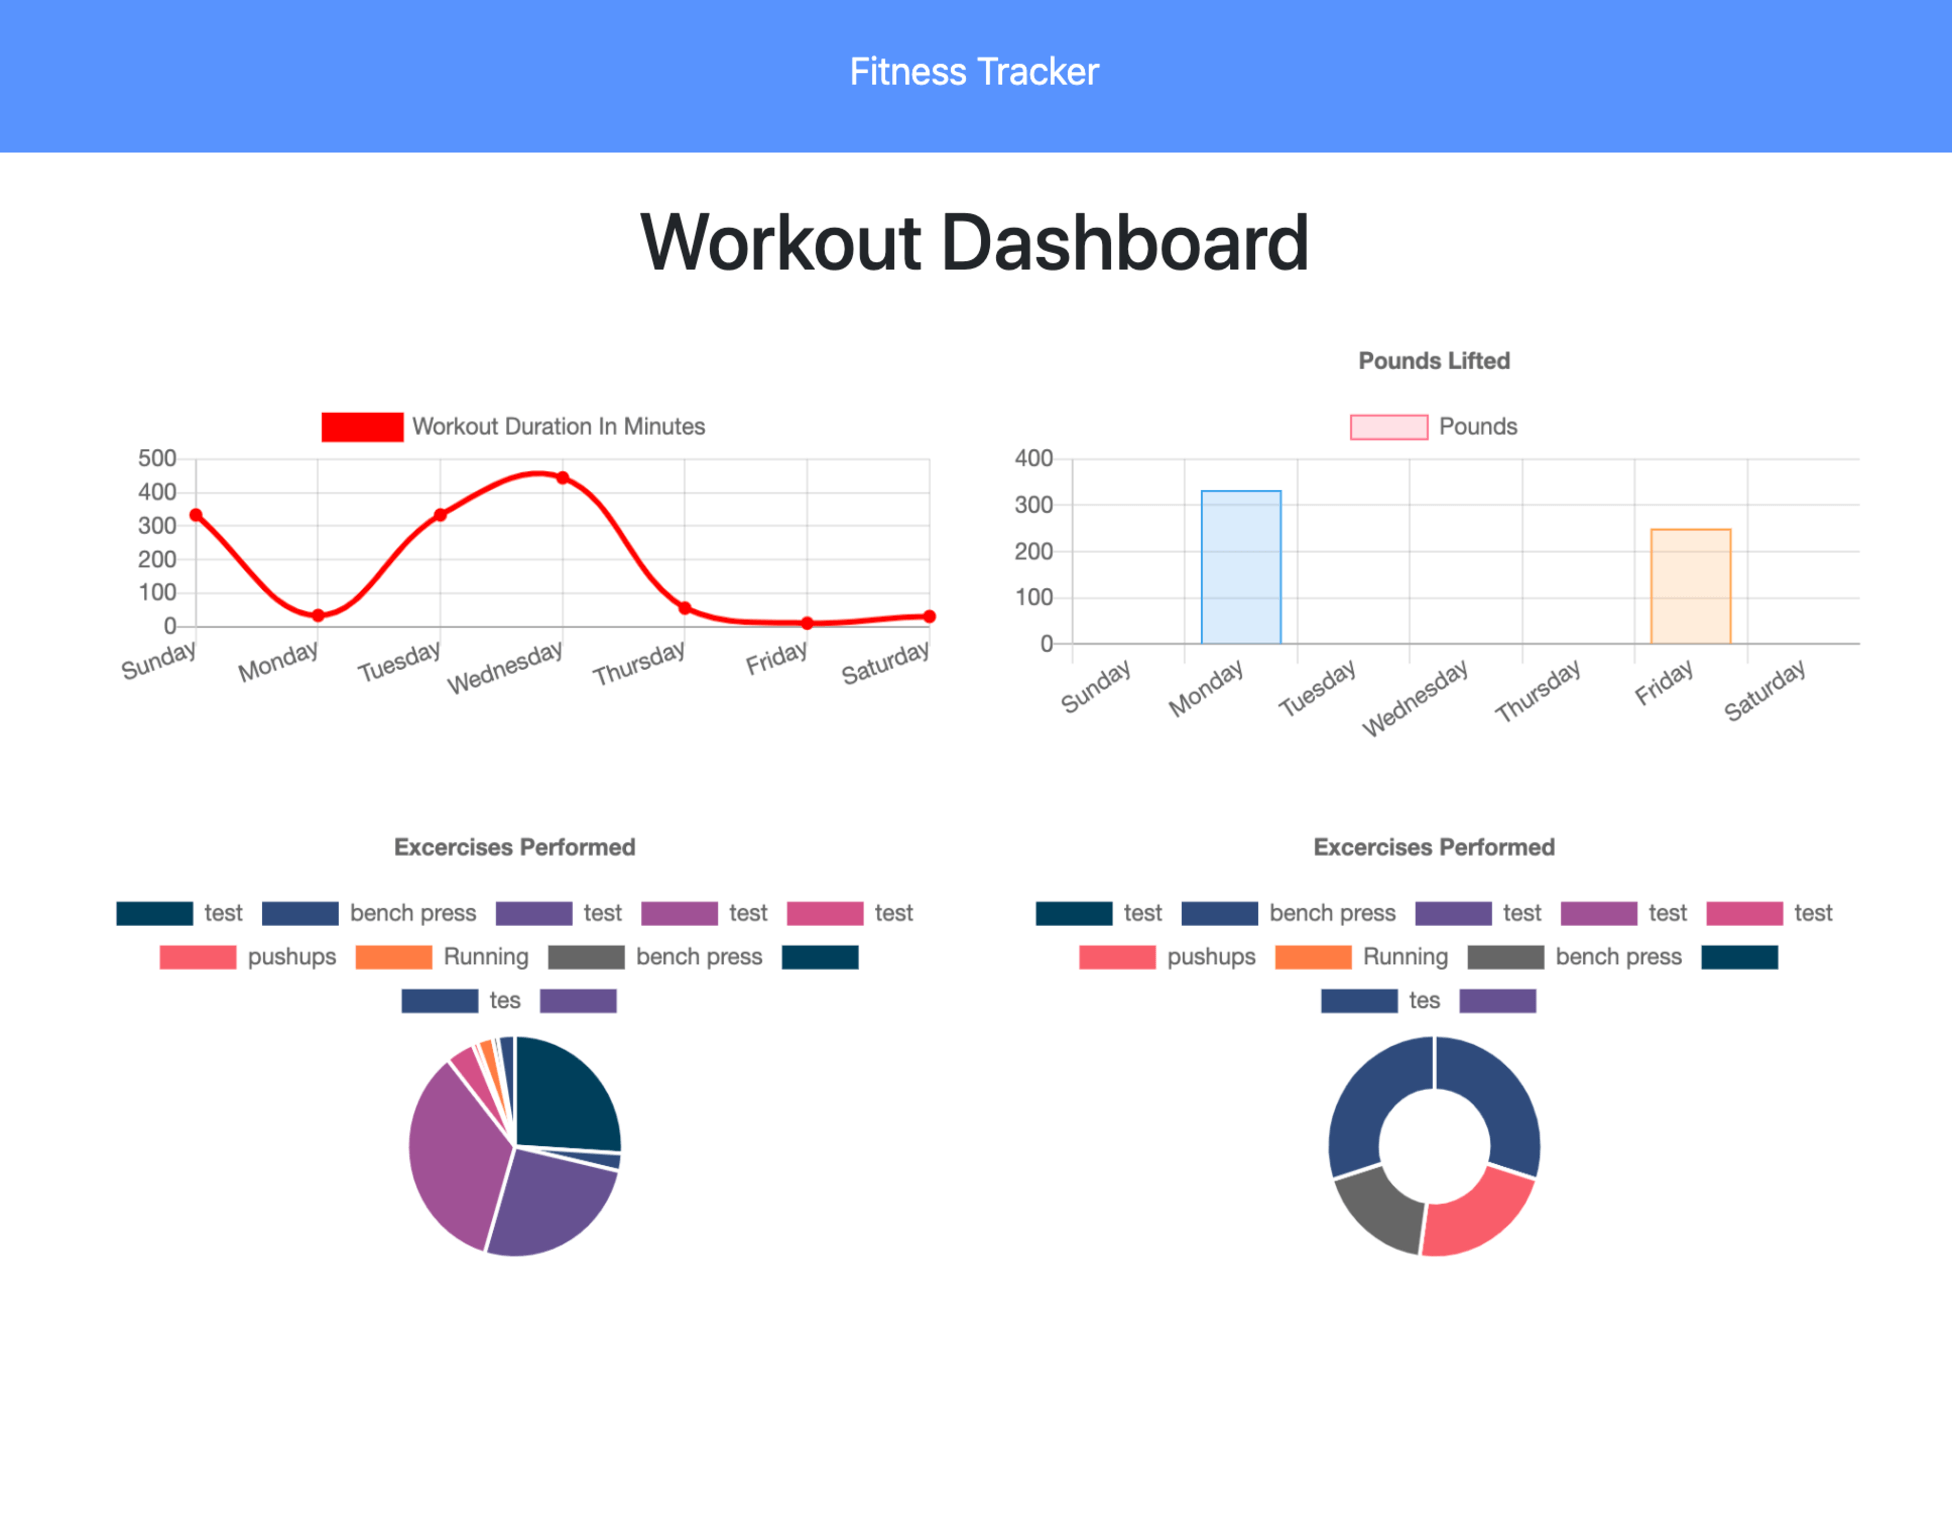 Fitness Tracker
Workout Dashboard
Workout Duration In Minutes
500
400
300
200
100
0
Sunday Monday Tuesday Wednesday Thursday Friday Saturday
Pounds Lifted
Pounds
400
300
200
100
0
Sunday Monday Tuesday Wednesday Thursday Friday Saturday
Excercises Performed
test bench press test test test
pushups Running bench press
tes
Excercises Performed
test bench press test test test
pushups Running bench press
tes